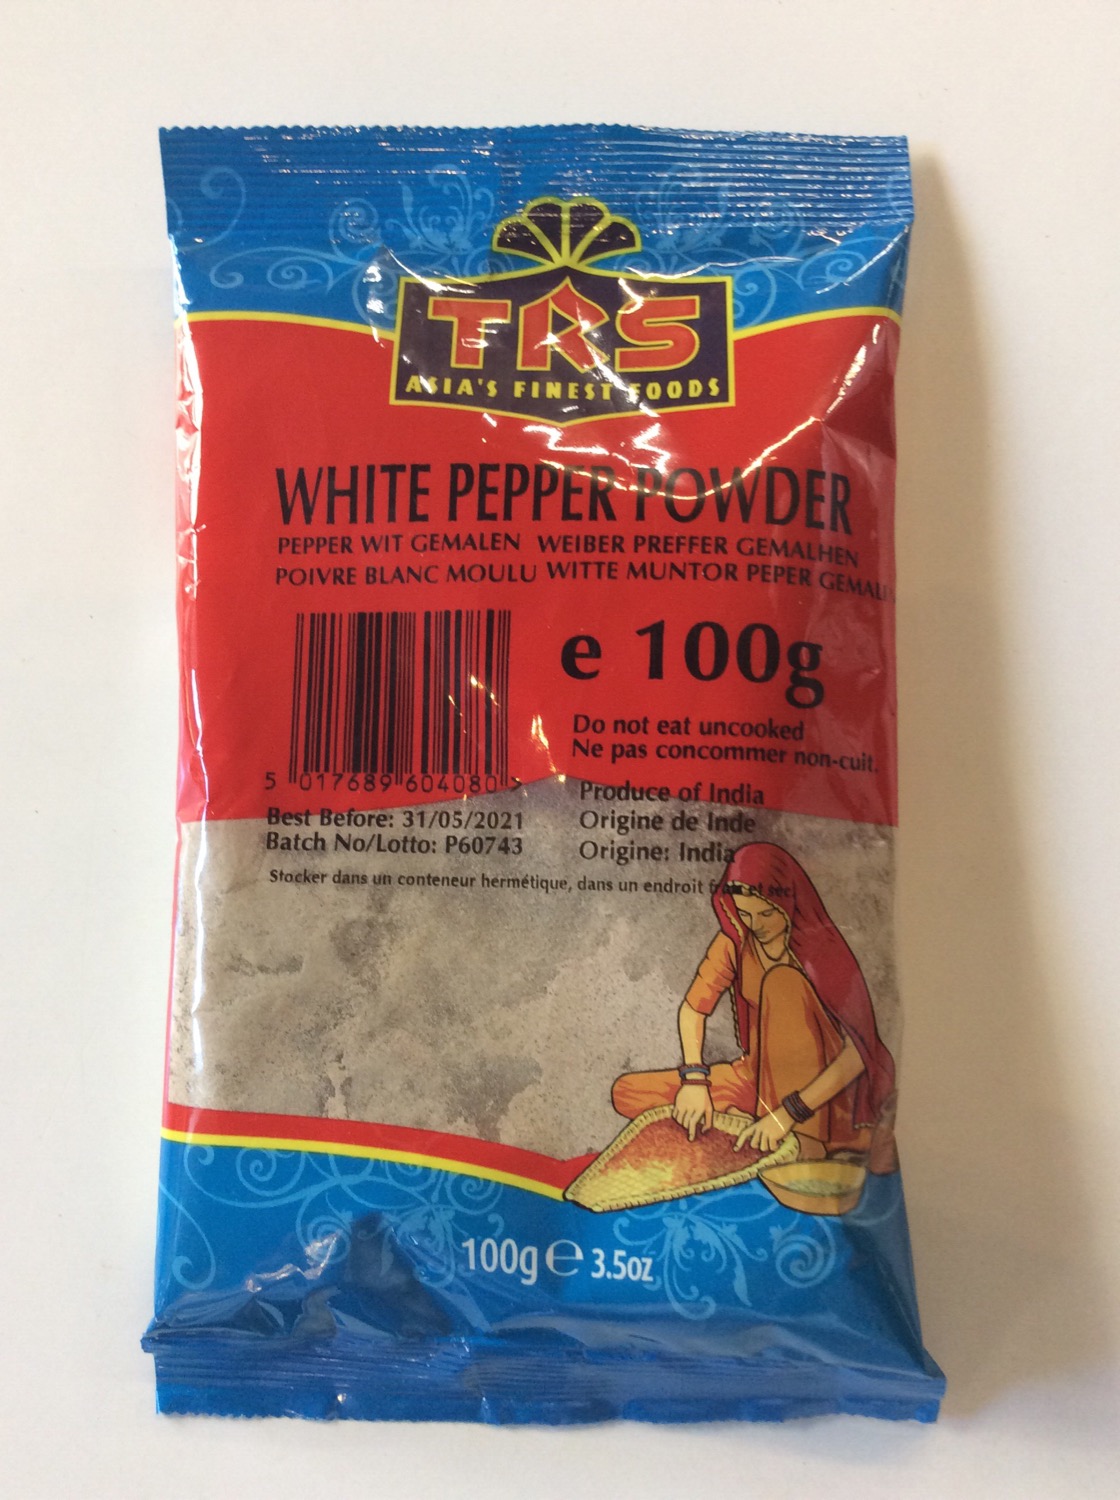 TRS
ASIA'S FINEST FOODS
WHITE PEPPER POWDER
PEPPER WIT GEMALEN WEIBER PREFFER GEMALHEN
POIVRE BLANC MOULU WITTE MUNTOR PEPER
e 100g
Do not eat uncooked
Ne pas concommer non-cuit.
5 017689 604080 >
Produce of India
Origine de Inde
Origine: India
Best Before: 31/05/2021
Batch No/Lotto: P60743
Stocker dans un conteneur hermétique, dans un endroit frais et sec.
100g e 3.5oz